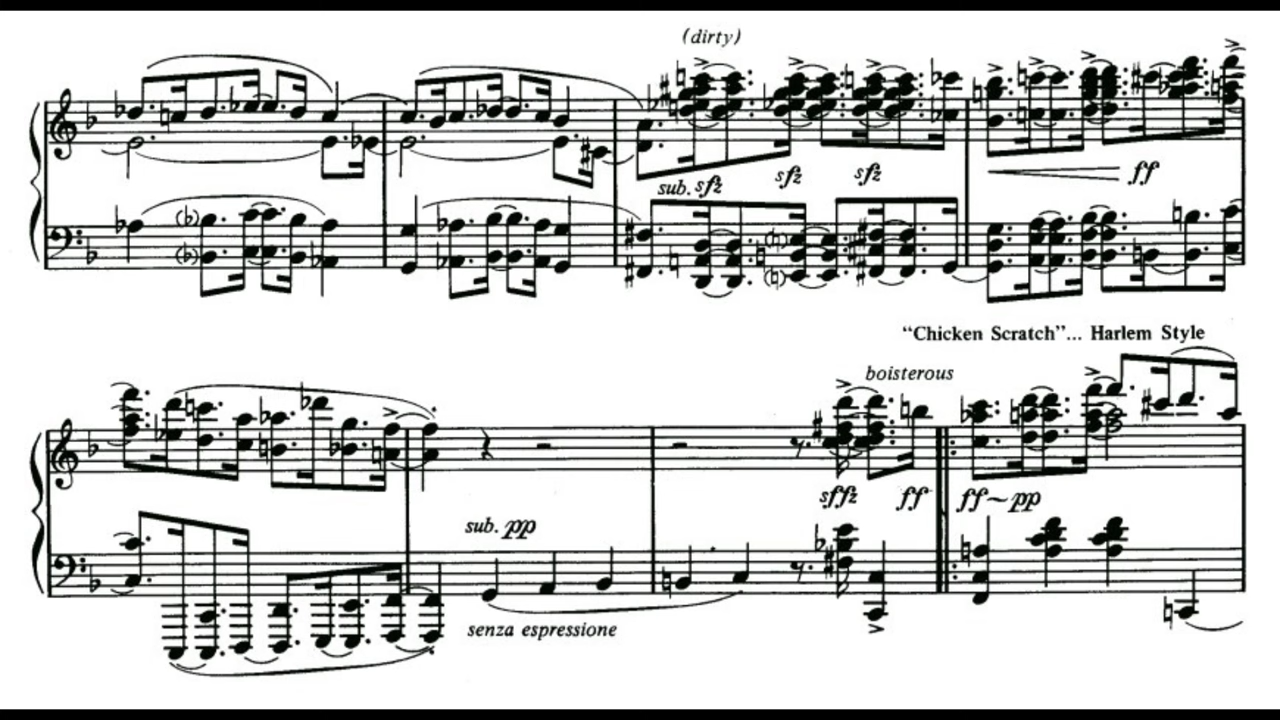 (dirty)
sub. sfz sfz sfz
ff
"Chicken Scratch"... Harlem Style
boisterous
sffz ff ff~pp
sub. pp
senza espressione